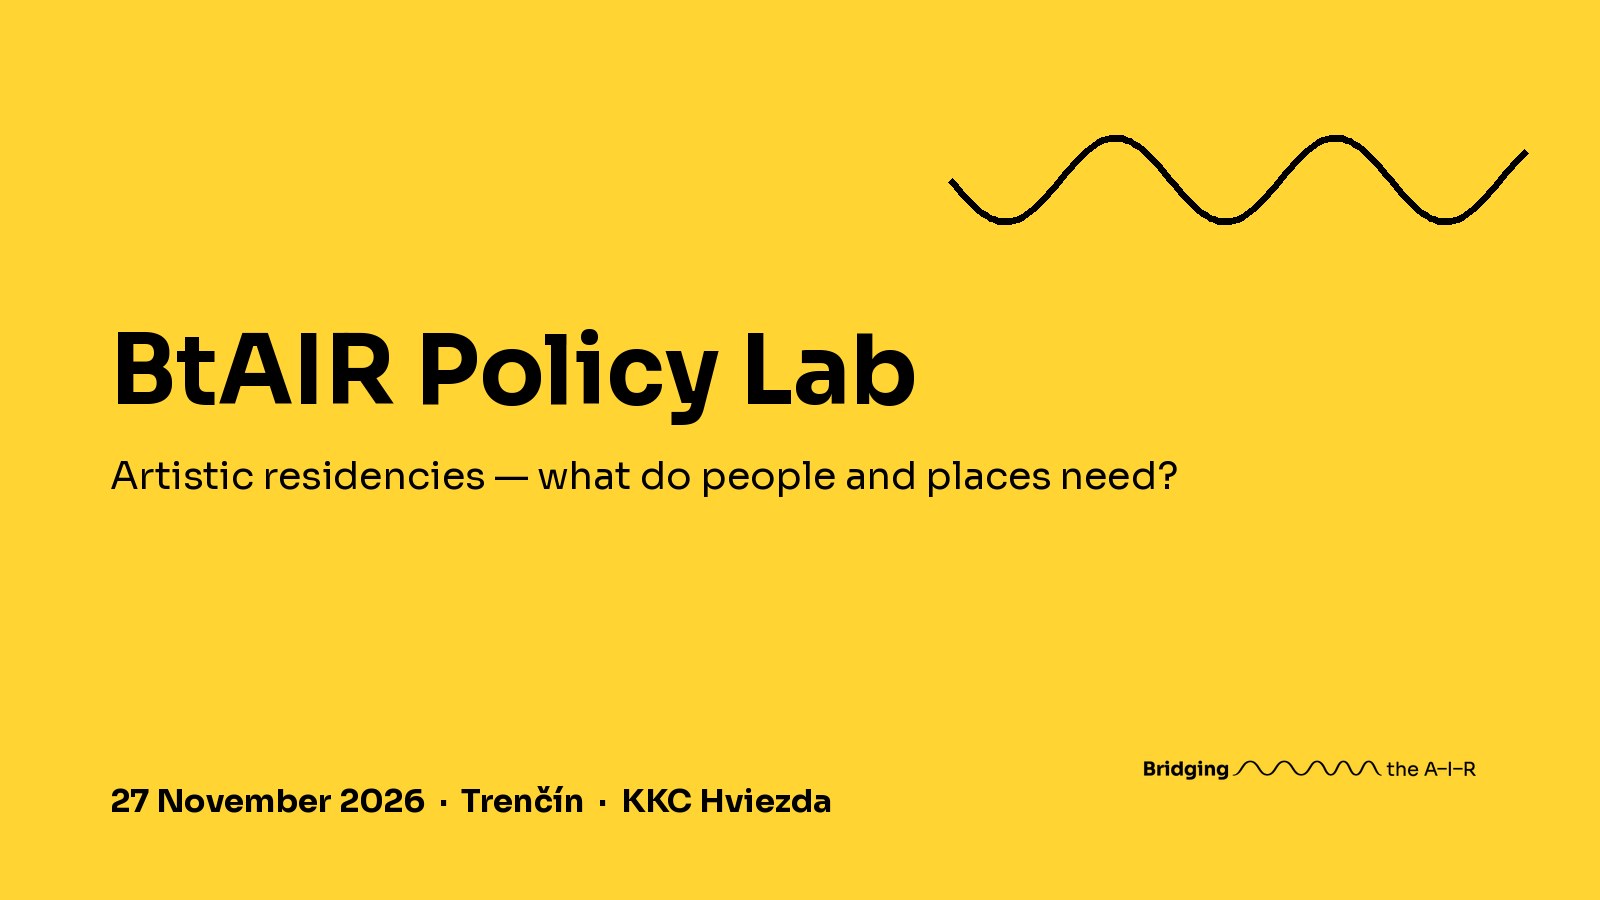 BtAIR Policy Lab
Artistic residencies — what do people and places need?
Bridging the A–I–R
27 November 2026 · Trenčín · KKC Hviezda